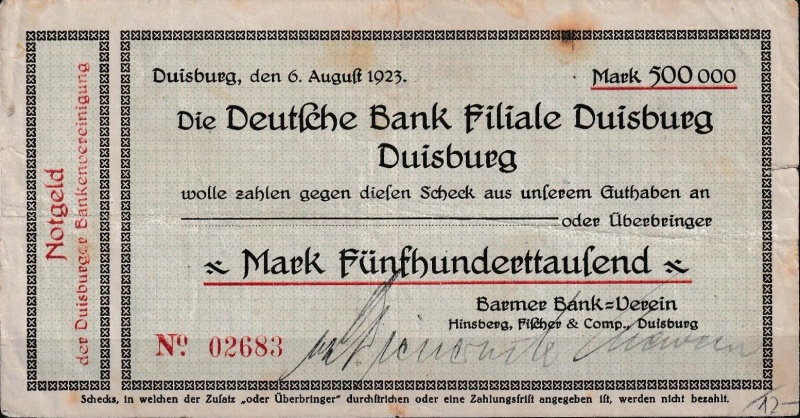 Notgeld
der Duisburger Bankenvereinigung
Duisburg, den 6. Auguſt 1923.
Mark 500 000
Die Deutſche Bank Filiale Duisburg
Duisburg
wolle zahlen gegen dieſen Scheck aus unſerem Guthaben an
oder Überbringer
Mark Fünfhunderttauſend
Barmer Bank=Verein
Hinsberg, Fiſcher & Comp., Duisburg
No. 02683
Schecks, in welchen der Zuſatz „oder Überbringer“ durchſtrichen oder eine Zahlungsfriſt angegeben iſt, werden nicht bezahlt.
12-